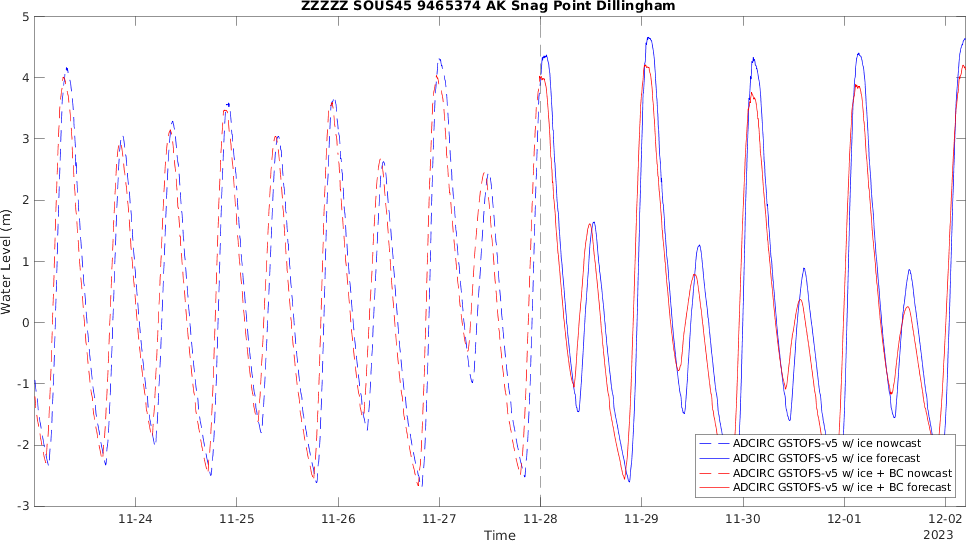 ZZZZZ SOUS45 9465374 AK Snag Point Dillingham
5
4
3
2
1
0
-1
-2
-3
Water Level (m)
ADCIRC GSTOFS-v5 w/ ice nowcast
ADCIRC GSTOFS-v5 w/ ice forecast
ADCIRC GSTOFS-v5 w/ ice + BC nowcast
ADCIRC GSTOFS-v5 w/ ice + BC forecast
11-24 11-25 11-26 11-27 11-28 11-29 11-30 12-01 12-02
Time
2023